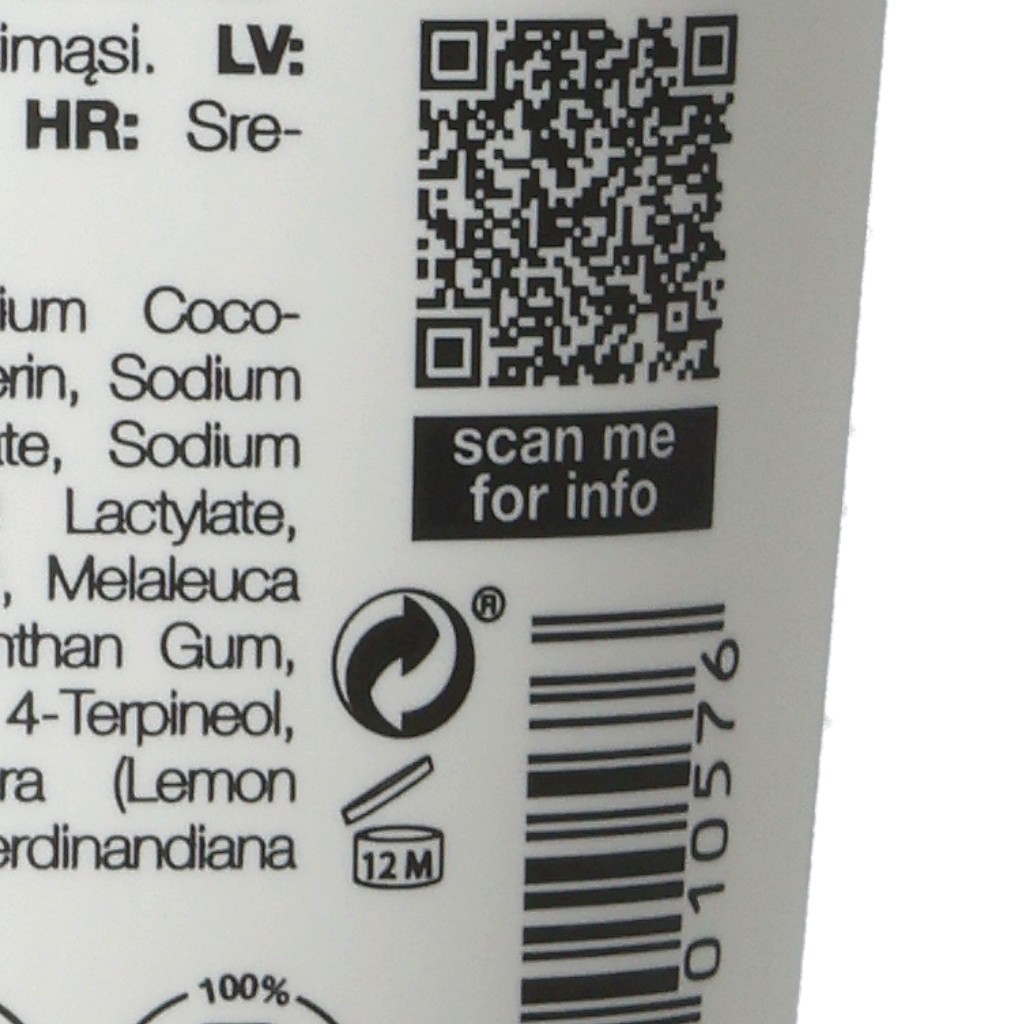 imąsi. LV:
HR: Sre-
ium Coco-
erin, Sodium
te, Sodium
Lactylate,
, Melaleuca
nthan Gum,
4-Terpineol,
ra (Lemon
erdinandiana
scan me
for info
®
12 M
010576
100%